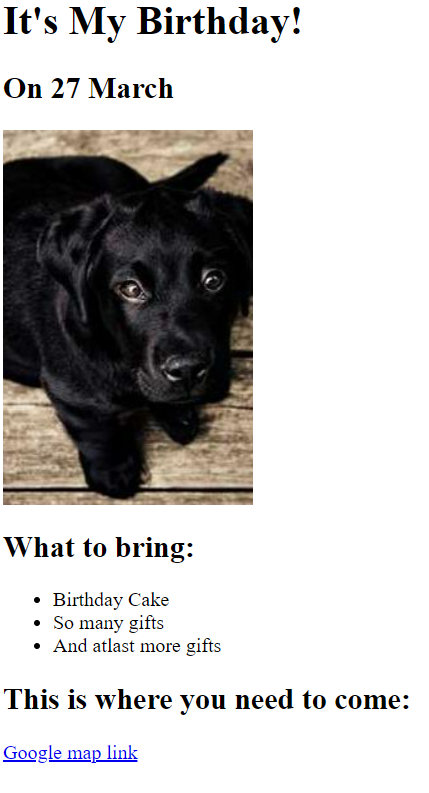 It's My Birthday!
On 27 March
What to bring:
Birthday Cake
So many gifts
And atlast more gifts
This is where you need to come:
Google map link